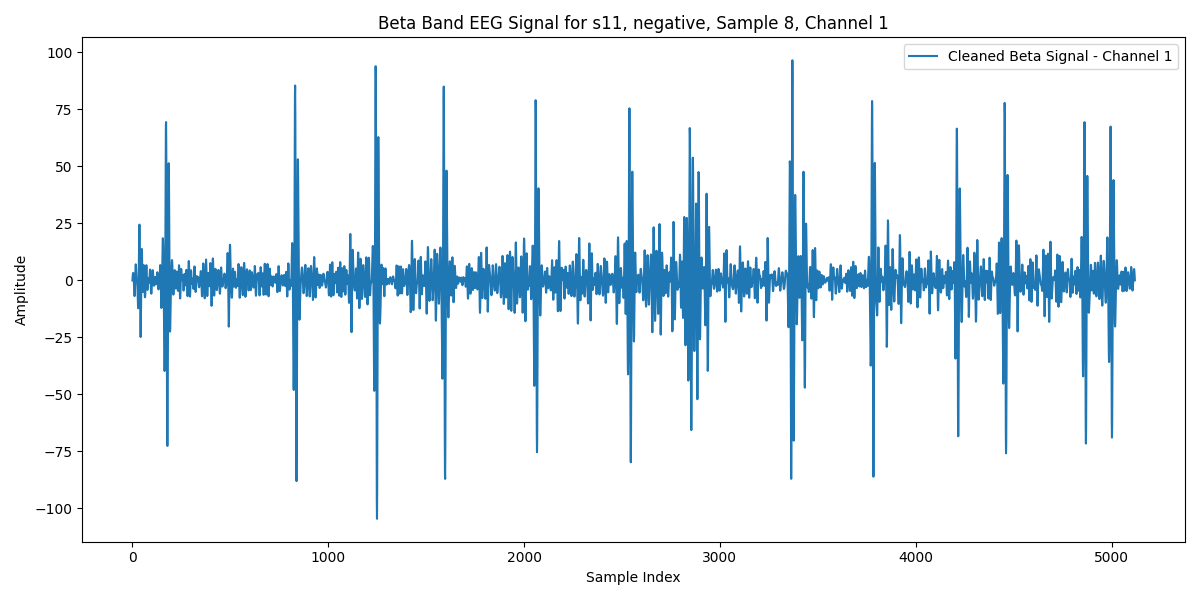 Beta Band EEG Signal for s11, negative, Sample 8, Channel 1
Cleaned Beta Signal - Channel 1
Amplitude
100
75
50
25
0
−25
−50
−75
−100
0 1000 2000 3000 4000 5000
Sample Index